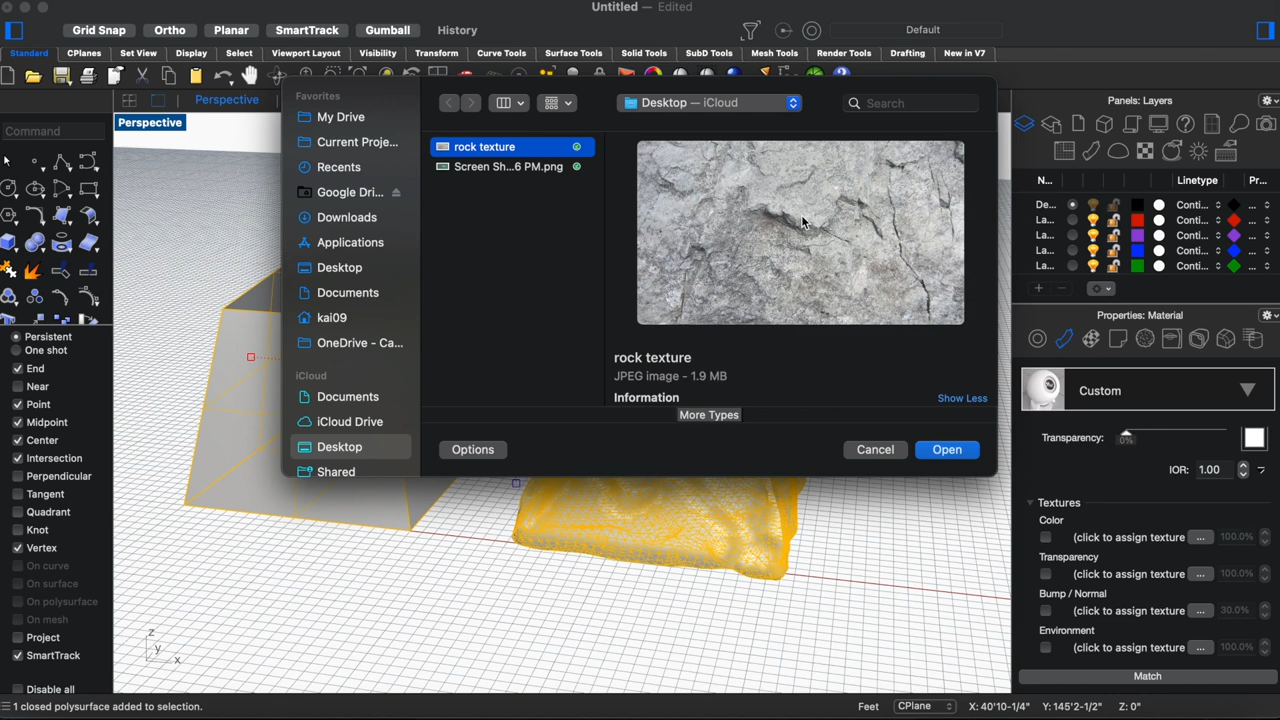 Untitled — Edited
Grid Snap Ortho Planar SmartTrack Gumball History Default
Standard CPlanes Set View Display Select Viewport Layout Visibility Transform Curve Tools Surface Tools Solid Tools SubD Tools Mesh Tools Render Tools Drafting New in V7
Perspective
Perspective
Command
Persistent
One shot
End
Near
Point
Midpoint
Center
Intersection
Perpendicular
Tangent
Quadrant
Knot
Vertex
On curve
On surface
On polysurface
On mesh
Project
SmartTrack
Disable all
Favorites
My Drive
Current Proje...
Recents
Google Dri...
Downloads
Applications
Desktop
Documents
kai09
OneDrive - Ca...
iCloud
Documents
iCloud Drive
Desktop
Shared
Desktop — iCloud
Search
rock texture
Screen Sh...6 PM.png
rock texture
JPEG image - 1.9 MB
Information Show Less
More Types
Options Cancel Open
Panels: Layers
N... Linetype Pr...
De... Conti... ...
La... Conti... ...
La... Conti... ...
La... Conti... ...
La... Conti... ...
Properties: Material
Custom
Transparency: 0%
IOR: 1.00
Textures
Color
(click to assign texture ... 100.0%
Transparency
(click to assign texture ... 100.0%
Bump / Normal
(click to assign texture ... 30.0%
Environment
(click to assign texture ... 100.0%
Match
z
y
x
1 closed polysurface added to selection. Feet CPlane X: 40'10-1/4" Y: 145'2-1/2" Z: 0"